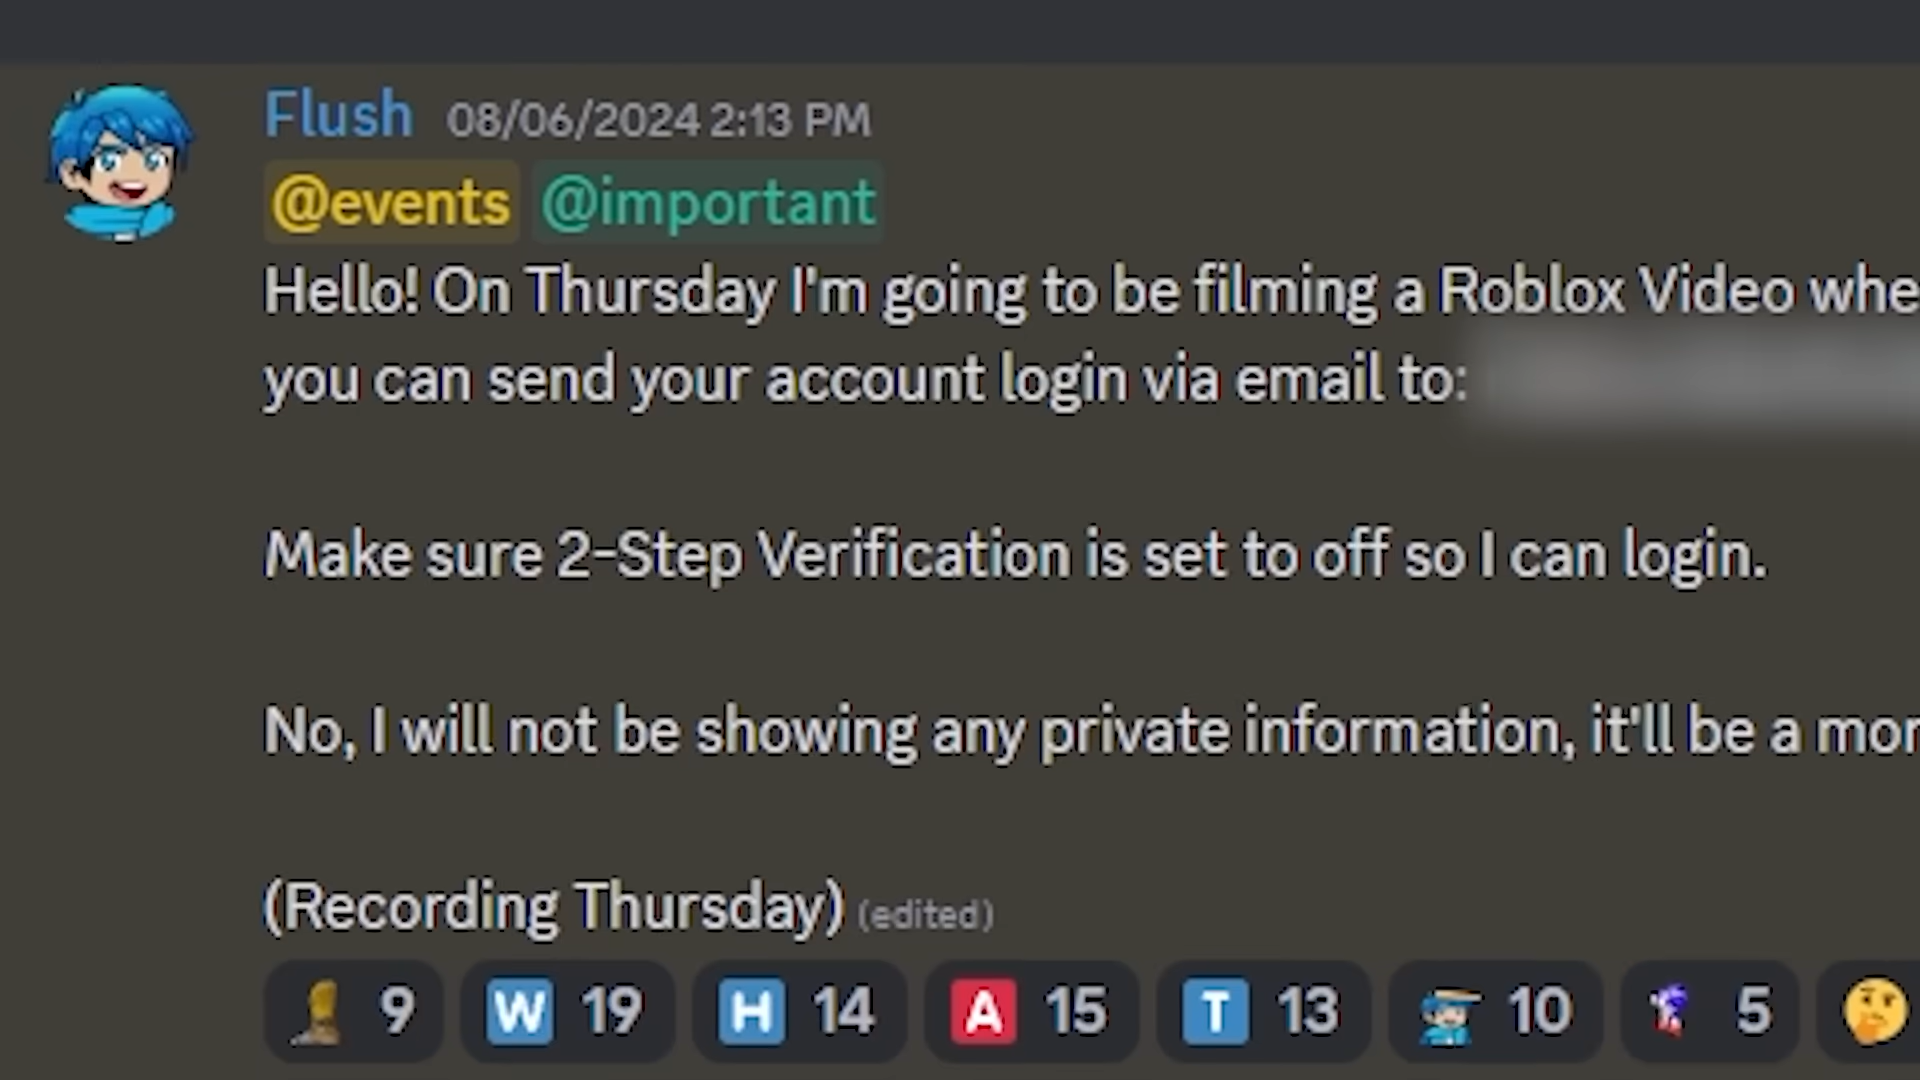 Flush 08/06/2024 2:13 PM
@events @important
Hello! On Thursday I'm going to be filming a Roblox Video whe
you can send your account login via email to:
Make sure 2-Step Verification is set to off so I can login.
No, I will not be showing any private information, it'll be a mor
(Recording Thursday) (edited)
9 W 19 H 14 A 15 T 13 10 5